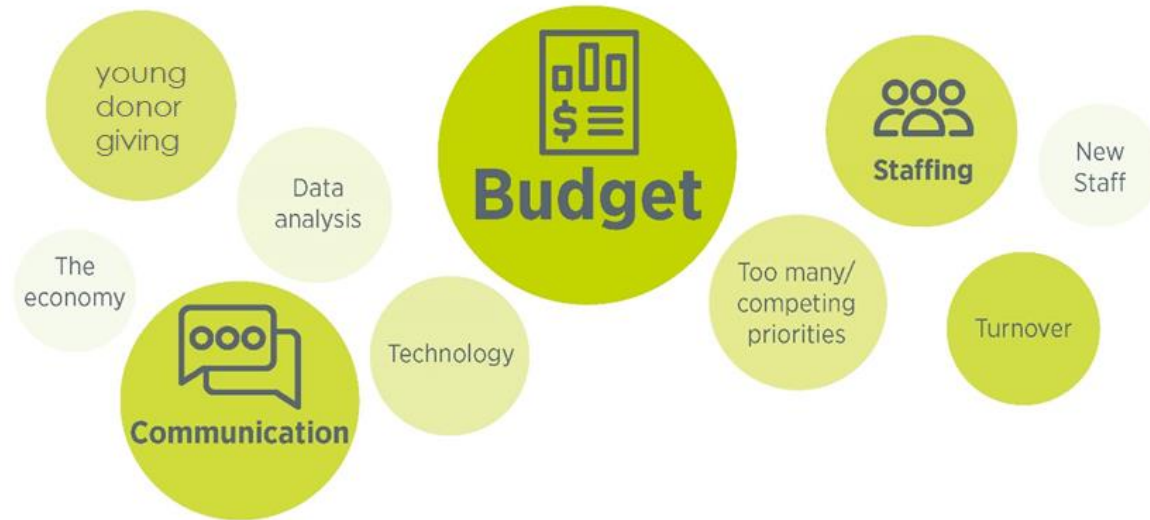 young
donor
giving
Data
analysis
The
economy
Communication
Technology
$
Budget
Too many/
competing
priorities
Staffing
New
Staff
Turnover